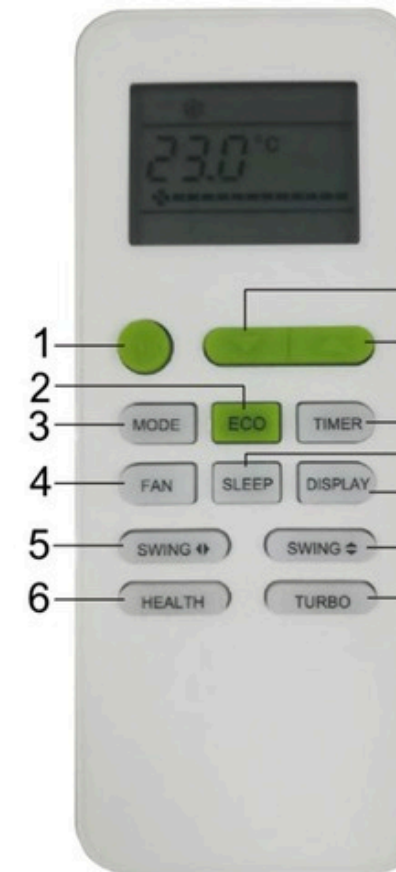 23.0 °C
1
2
3 MODE ECO TIMER
4 FAN SLEEP DISPLAY
5 SWING SWING
6 HEALTH TURBO